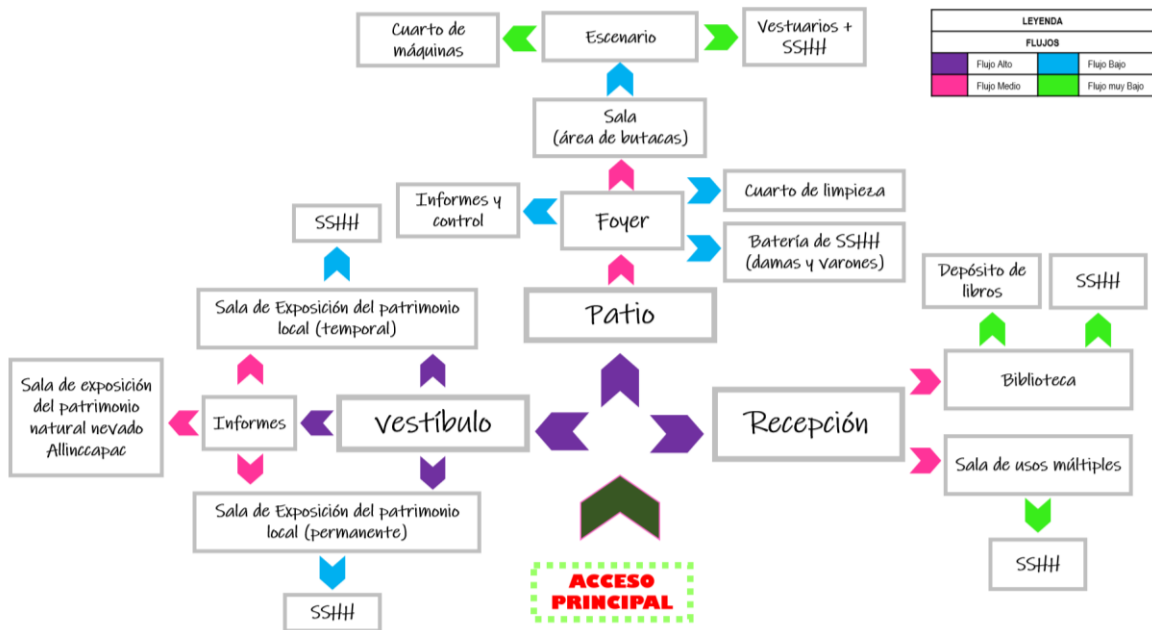 Cuarto de
máquinas
Escenario
Vestuarios +
SSHH
LEYENDA
FLUJOS
Flujo Alto
Flujo Bajo
Flujo Medio
Flujo muy Bajo
Sala
(área de butacas)
Informes y
control
Foyer
Cuarto de limpieza
Batería de SSHH
(damas y varones)
SSHH
Depósito de
libros
SSHH
Sala de Exposición del patrimonio
local (temporal)
Patio
Biblioteca
Sala de exposición
del patrimonio
natural nevado
Allinccapac
Informes
vestíbulo
Recepción
Sala de usos múltiples
Sala de Exposición del patrimonio
local (permanente)
SSHH
SSHH
ACCESO
PRINCIPAL